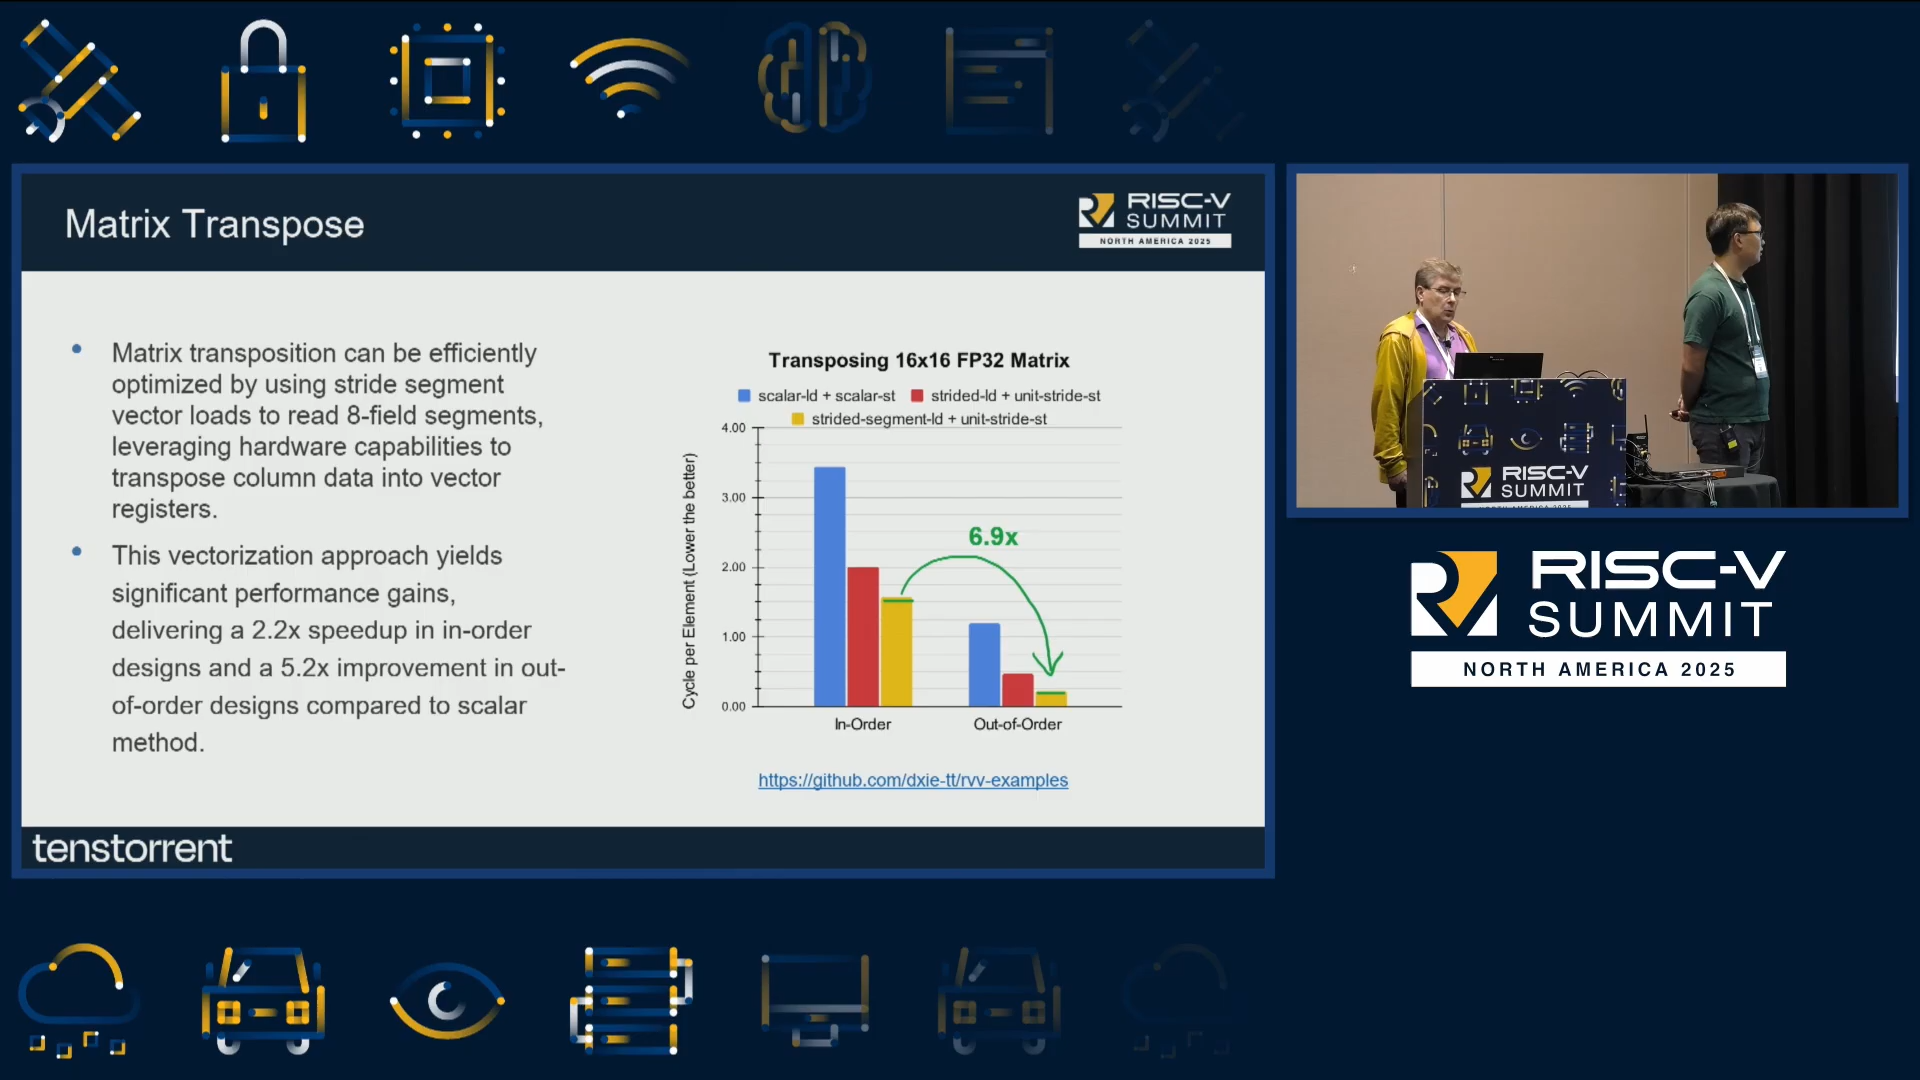 Matrix Transpose
RISC-V
SUMMIT
NORTH AMERICA 2025
Matrix transposition can be efficiently
optimized by using stride segment
vector loads to read 8-field segments,
leveraging hardware capabilities to
transpose column data into vector
registers.
This vectorization approach yields
significant performance gains,
delivering a 2.2x speedup in in-order
designs and a 5.2x improvement in out-
of-order designs compared to scalar
method.
Transposing 16x16 FP32 Matrix
scalar-ld + scalar-st strided-ld + unit-stride-st
strided-segment-ld + unit-stride-st
Cycle per Element (Lower the better)
4.00
3.00
2.00
1.00
0.00
6.9x
In-Order Out-of-Order
https://github.com/dxie-tt/rvv-examples
tenstorrent
RISC-V
SUMMIT
RISC-V
SUMMIT
NORTH AMERICA 2025